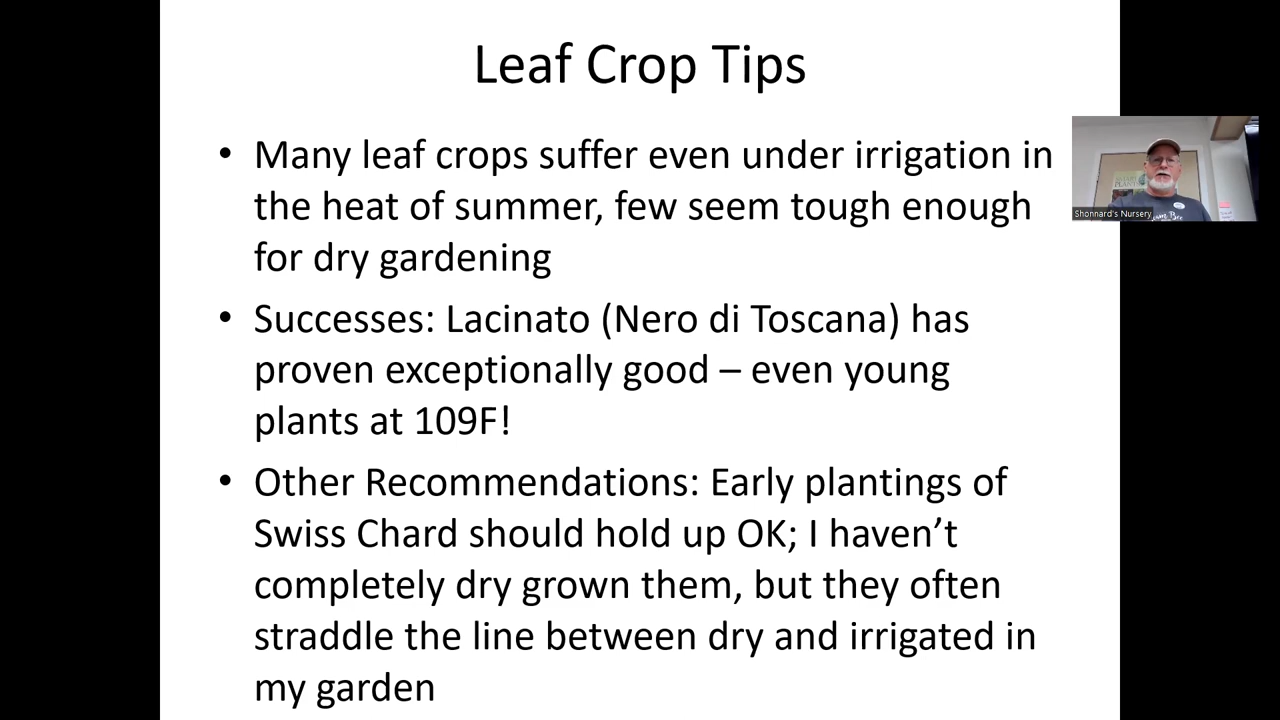 Leaf Crop Tips
• Many leaf crops suffer even under irrigation in
the heat of summer, few seem tough enough
for dry gardening
• Successes: Lacinato (Nero di Toscana) has
proven exceptionally good – even young
plants at 109F!
• Other Recommendations: Early plantings of
Swiss Chard should hold up OK; I haven’t
completely dry grown them, but they often
straddle the line between dry and irrigated in
my garden
Shonnard's Nursery